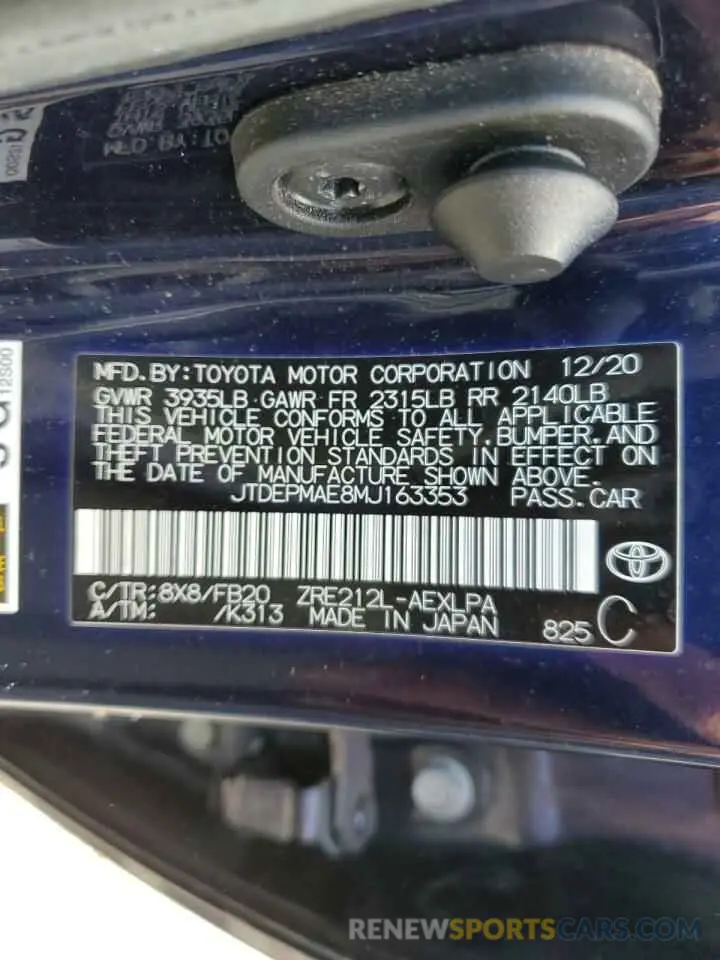 MFD.BY:TOYOTA MOTOR CORPORATION 12/20
GVWR 3935LB GAWR FR 2315LB RR 2140LB
THIS VEHICLE CONFORMS TO ALL APPLICABLE
FEDERAL MOTOR VEHICLE SAFETY,BUMPER,AND
THEFT PREVENTION STANDARDS IN EFFECT ON
THE DATE OF MANUFACTURE SHOWN ABOVE.
JTDEPMAE8MJ163353 PASS.CAR
C/TR:8X8/FB20 ZRE212L-AEXLPA
A/TM: /K313 MADE IN JAPAN 825 C
RENEWSPORTSCARS.COM